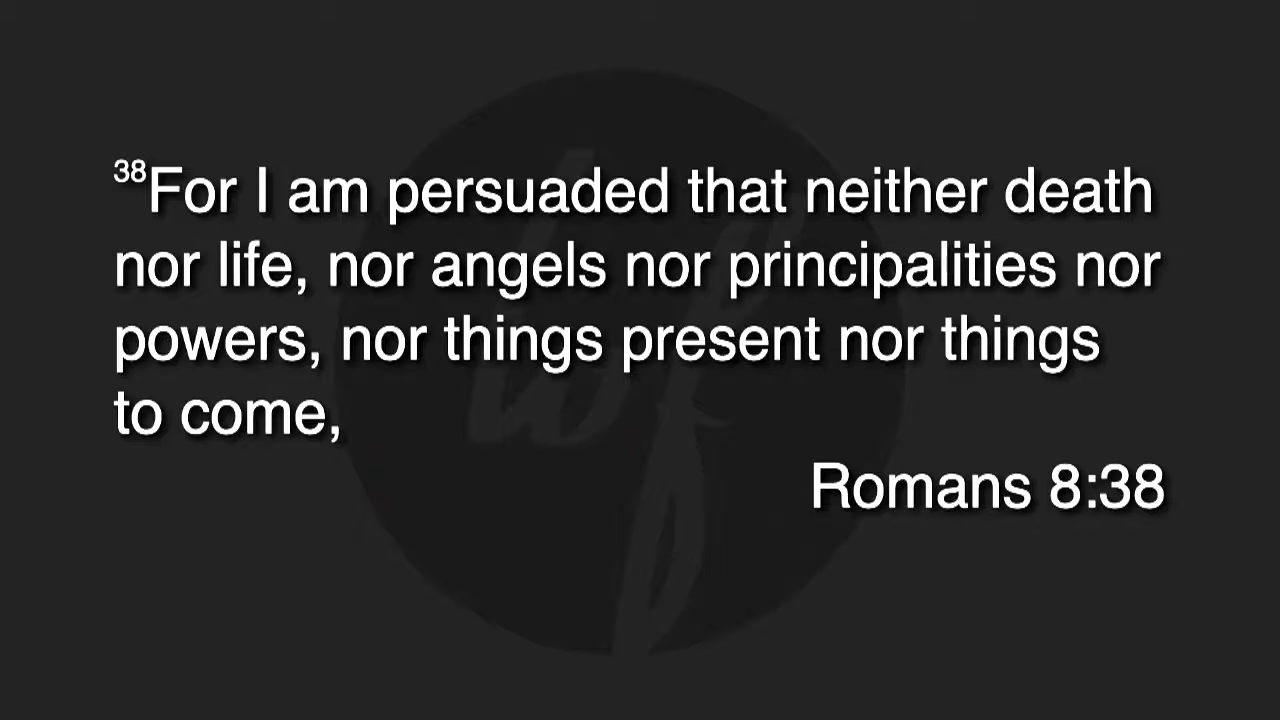 38For I am persuaded that neither death
nor life, nor angels nor principalities nor
powers, nor things present nor things
to come,
Romans 8:38